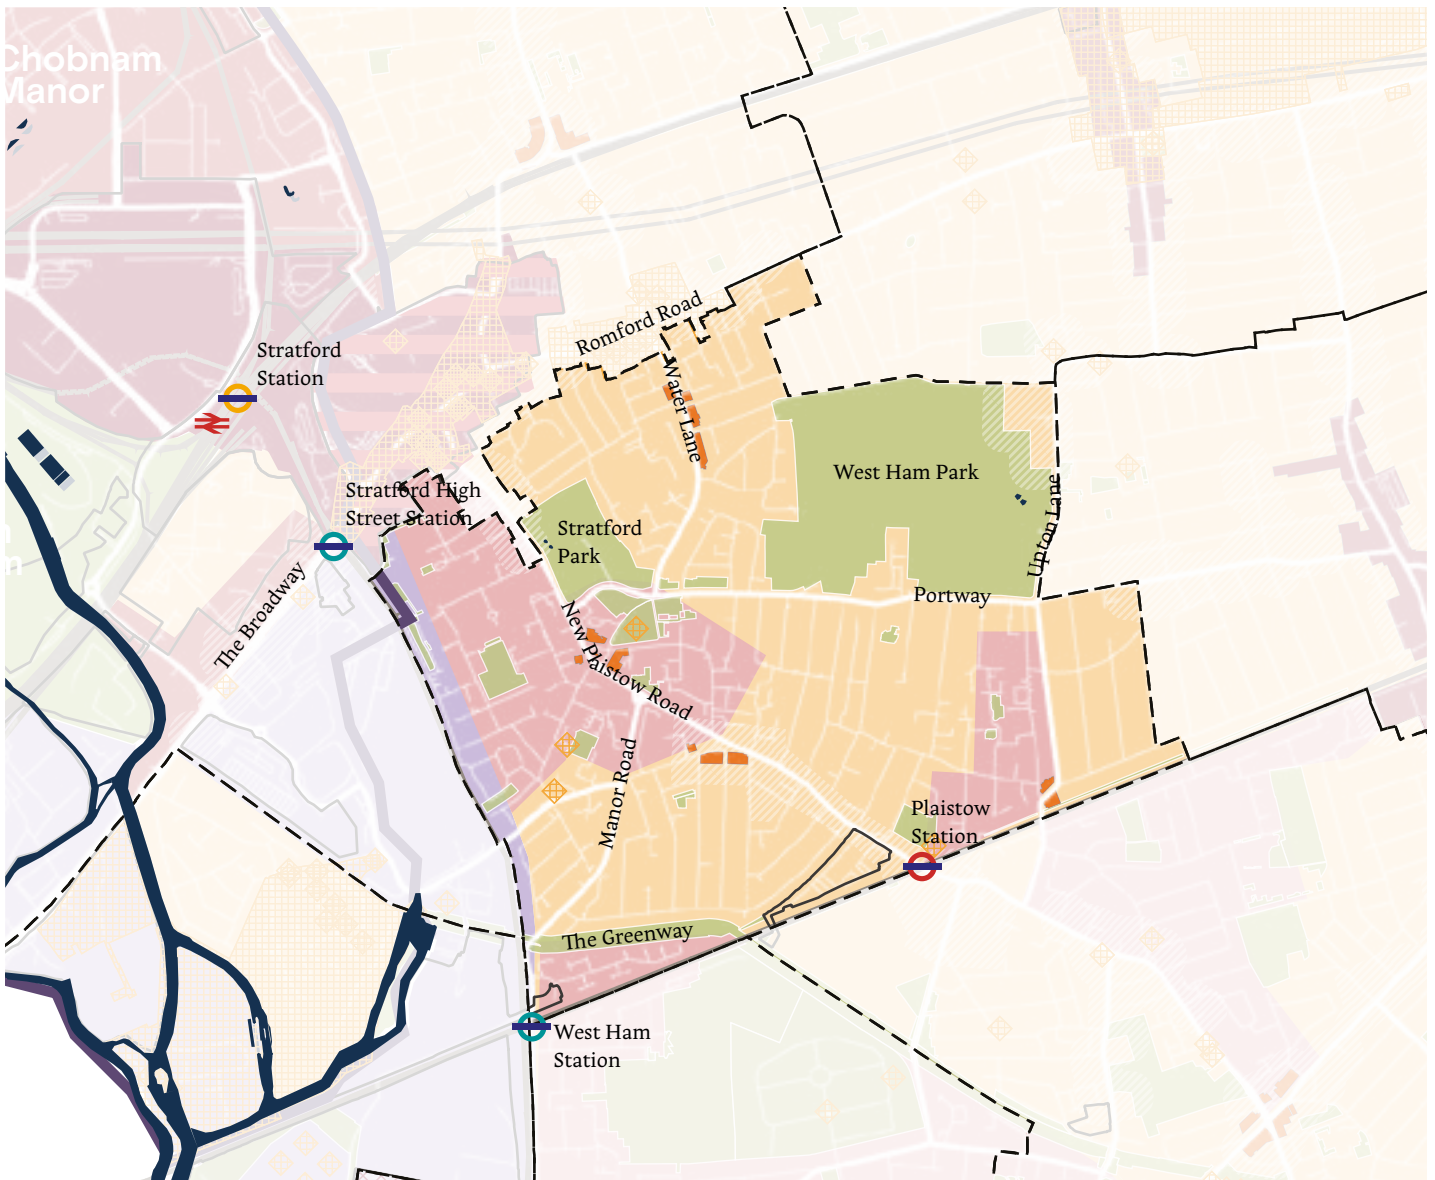 Chobnam
Manor
Romford Road
Stratford
Station
Water Lane
West Ham Park
Stratford High
Street Station
Upton Lane
Stratford
Park
The Broadway
Portway
New Plaistow Road
Manor Road
Plaistow
Station
The Greenway
West Ham
Station